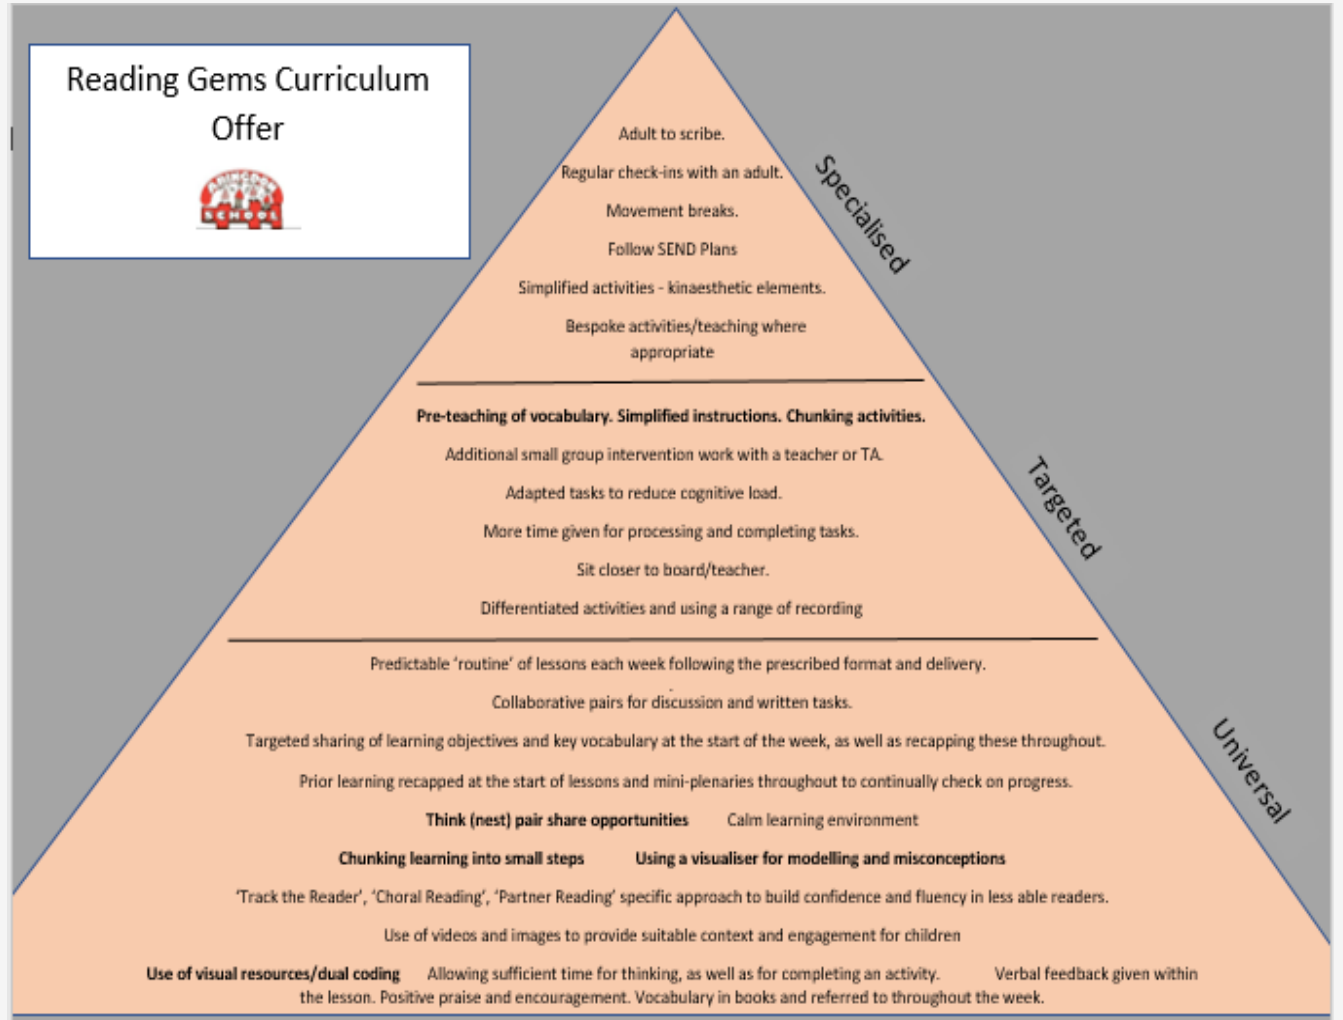 Reading Gems Curriculum
Offer
ABINGDON
SCHOOL
Adult to scribe.
Regular check-ins with an adult.
Movement breaks.
Follow SEND Plans
Simplified activities - kinaesthetic elements.
Bespoke activities/teaching where
appropriate
Specialised
Pre-teaching of vocabulary. Simplified instructions. Chunking activities.
Additional small group intervention work with a teacher or TA.
Adapted tasks to reduce cognitive load.
More time given for processing and completing tasks.
Sit closer to board/teacher.
Differentiated activities and using a range of recording
Targeted
Predictable ‘routine’ of lessons each week following the prescribed format and delivery.
Collaborative pairs for discussion and written tasks.
Targeted sharing of learning objectives and key vocabulary at the start of the week, as well as recapping these throughout.
Prior learning recapped at the start of lessons and mini-plenaries throughout to continually check on progress.
Think (nest) pair share opportunities Calm learning environment
Chunking learning into small steps Using a visualiser for modelling and misconceptions
‘Track the Reader’, ‘Choral Reading’, ‘Partner Reading’ specific approach to build confidence and fluency in less able readers.
Use of videos and images to provide suitable context and engagement for children
Use of visual resources/dual coding Allowing sufficient time for thinking, as well as for completing an activity. Verbal feedback given within
the lesson. Positive praise and encouragement. Vocabulary in books and referred to throughout the week.
Universal